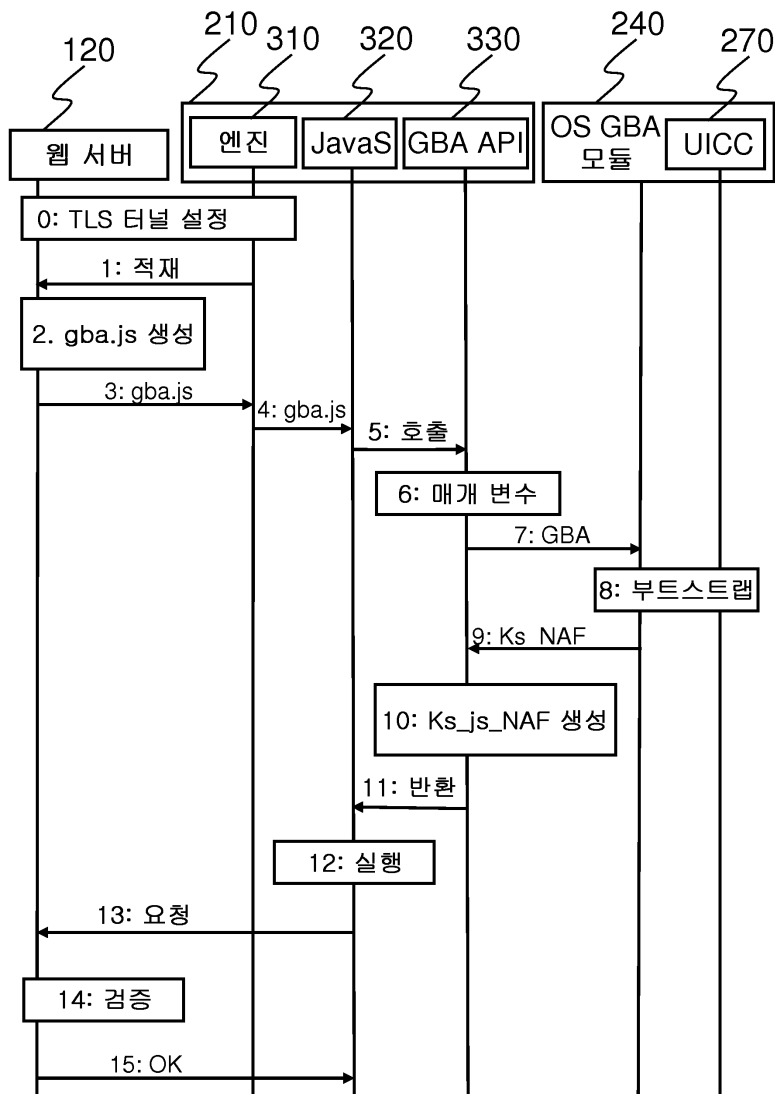 210
310
320
330
240
270
120
웹 서버
엔진
JavaS
GBA API
OS GBA
모듈
UICC
0: TLS 터널 설정
1: 적재
2. gba.js 생성
3: gba.js
4: gba.js
5: 호출
6: 매개 변수
7: GBA
8: 부트스트랩
9: Ks_NAF
10: Ks_js_NAF 생성
11: 반환
12: 실행
13: 요청
14: 검증
15: OK